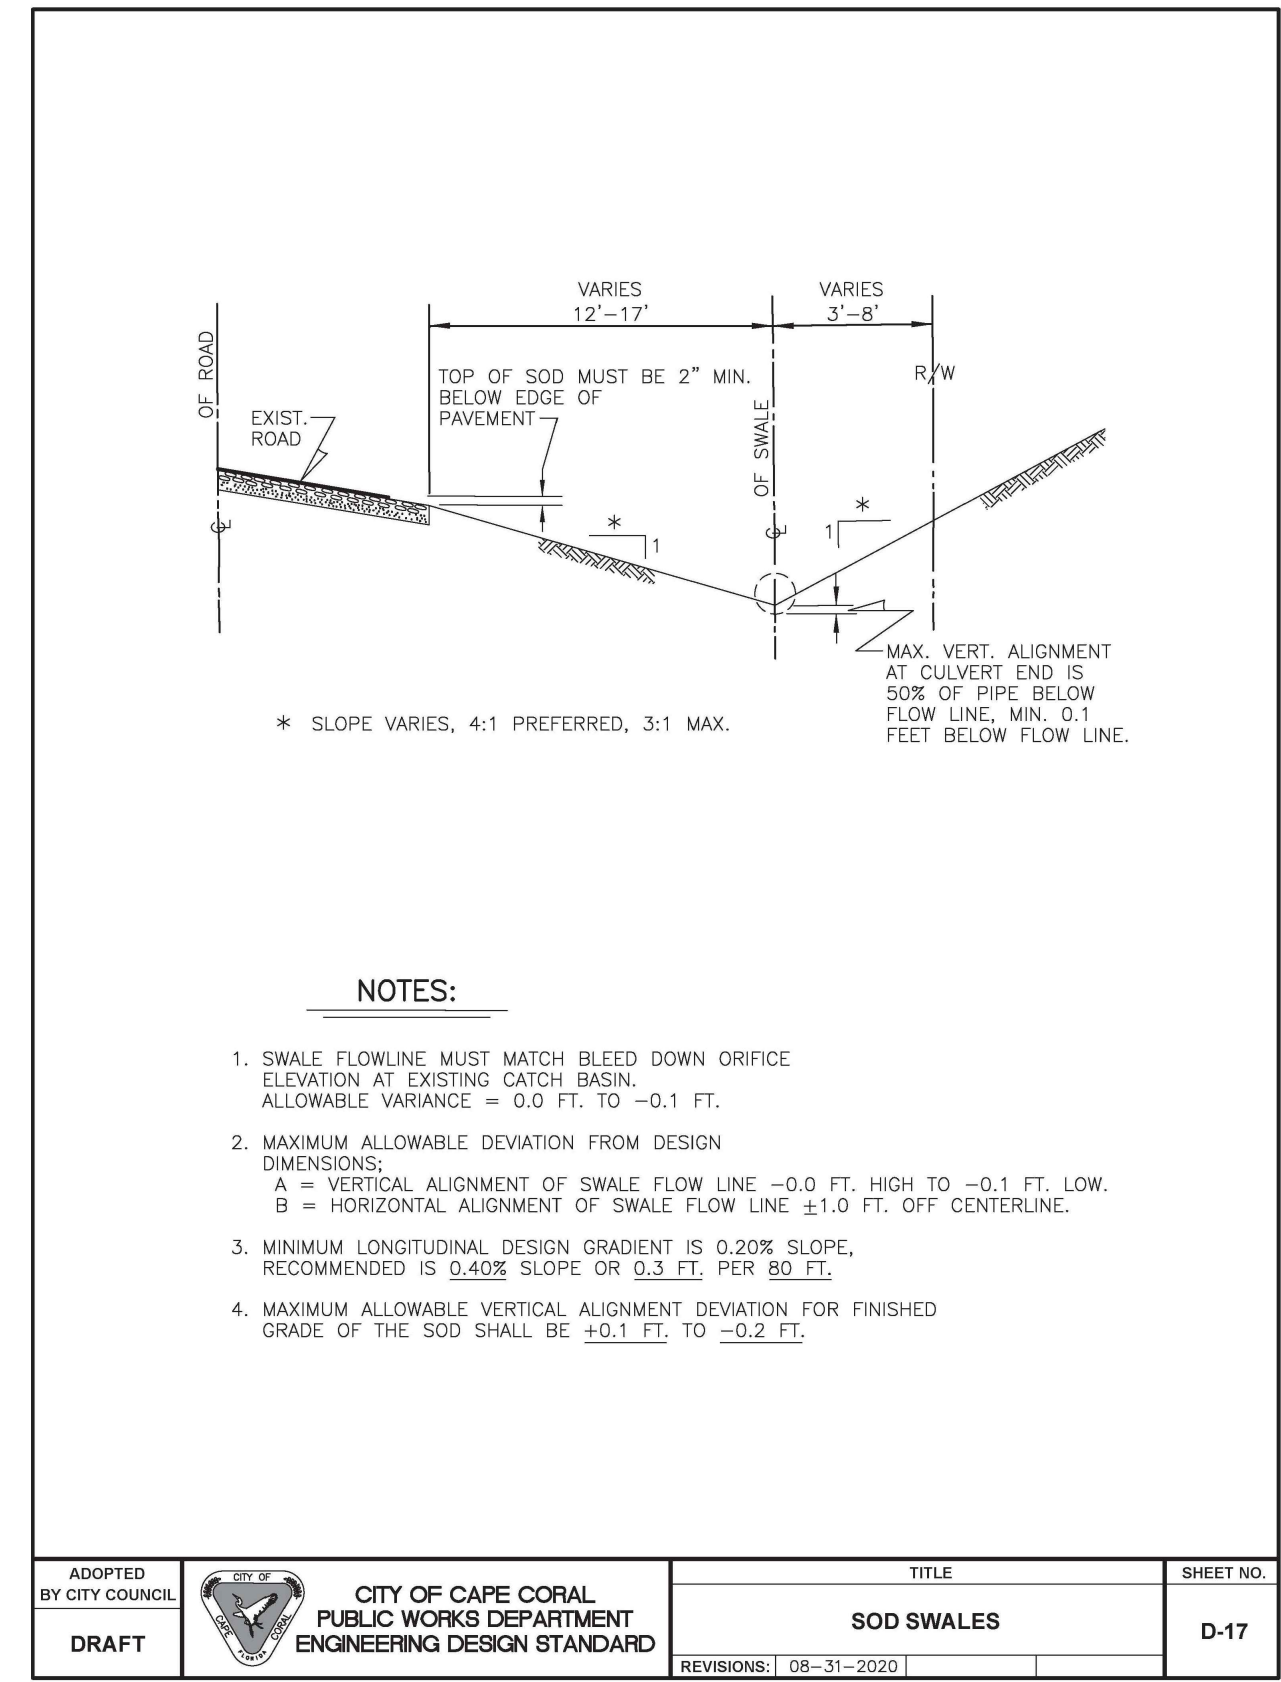 VARIES
12'-17'
VARIES
3'-8'
OF ROAD
TOP OF SOD MUST BE 2" MIN.
BELOW EDGE OF
PAVEMENT
R/W
EXIST.
ROAD
OF SWALE
℄
*
1
℄
1
*
MAX. VERT. ALIGNMENT
AT CULVERT END IS
50% OF PIPE BELOW
FLOW LINE, MIN. 0.1
FEET BELOW FLOW LINE.
* SLOPE VARIES, 4:1 PREFERRED, 3:1 MAX.
NOTES:
1. SWALE FLOWLINE MUST MATCH BLEED DOWN ORIFICE
ELEVATION AT EXISTING CATCH BASIN.
ALLOWABLE VARIANCE = 0.0 FT. TO -0.1 FT.
2. MAXIMUM ALLOWABLE DEVIATION FROM DESIGN
DIMENSIONS;
A = VERTICAL ALIGNMENT OF SWALE FLOW LINE -0.0 FT. HIGH TO -0.1 FT. LOW.
B = HORIZONTAL ALIGNMENT OF SWALE FLOW LINE ±1.0 FT. OFF CENTERLINE.
3. MINIMUM LONGITUDINAL DESIGN GRADIENT IS 0.20% SLOPE,
RECOMMENDED IS 0.40% SLOPE OR 0.3 FT. PER 80 FT.
4. MAXIMUM ALLOWABLE VERTICAL ALIGNMENT DEVIATION FOR FINISHED
GRADE OF THE SOD SHALL BE +0.1 FT. TO -0.2 FT.
ADOPTED
BY CITY COUNCIL
DRAFT
CITY OF
CAPE CORAL
FLORIDA
CITY OF CAPE CORAL
PUBLIC WORKS DEPARTMENT
ENGINEERING DESIGN STANDARD
TITLE
SOD SWALES
REVISIONS: 08-31-2020
SHEET NO.
D-17